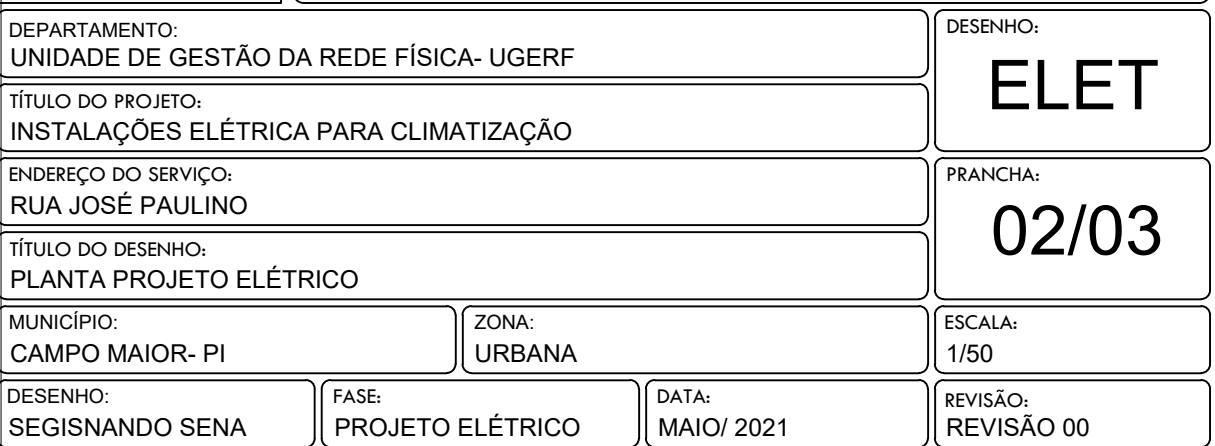 DEPARTAMENTO:
UNIDADE DE GESTÃO DA REDE FÍSICA- UGERF
DESENHO:
ELET
TÍTULO DO PROJETO:
INSTALAÇÕES ELÉTRICA PARA CLIMATIZAÇÃO
ENDEREÇO DO SERVIÇO:
RUA JOSÉ PAULINO
PRANCHA:
02/03
TÍTULO DO DESENHO:
PLANTA PROJETO ELÉTRICO
MUNICÍPIO:
CAMPO MAIOR- PI
ZONA:
URBANA
ESCALA:
1/50
DESENHO:
SEGISNANDO SENA
FASE:
PROJETO ELÉTRICO
DATA:
MAIO/ 2021
REVISÃO:
REVISÃO 00